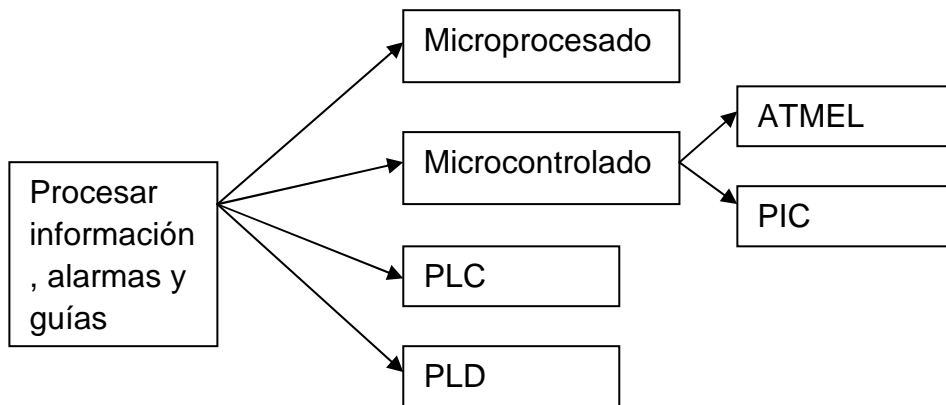 Procesar
información
, alarmas y
guías
Microprocesado
Microcontrolado
PLC
PLD
ATMEL
PIC